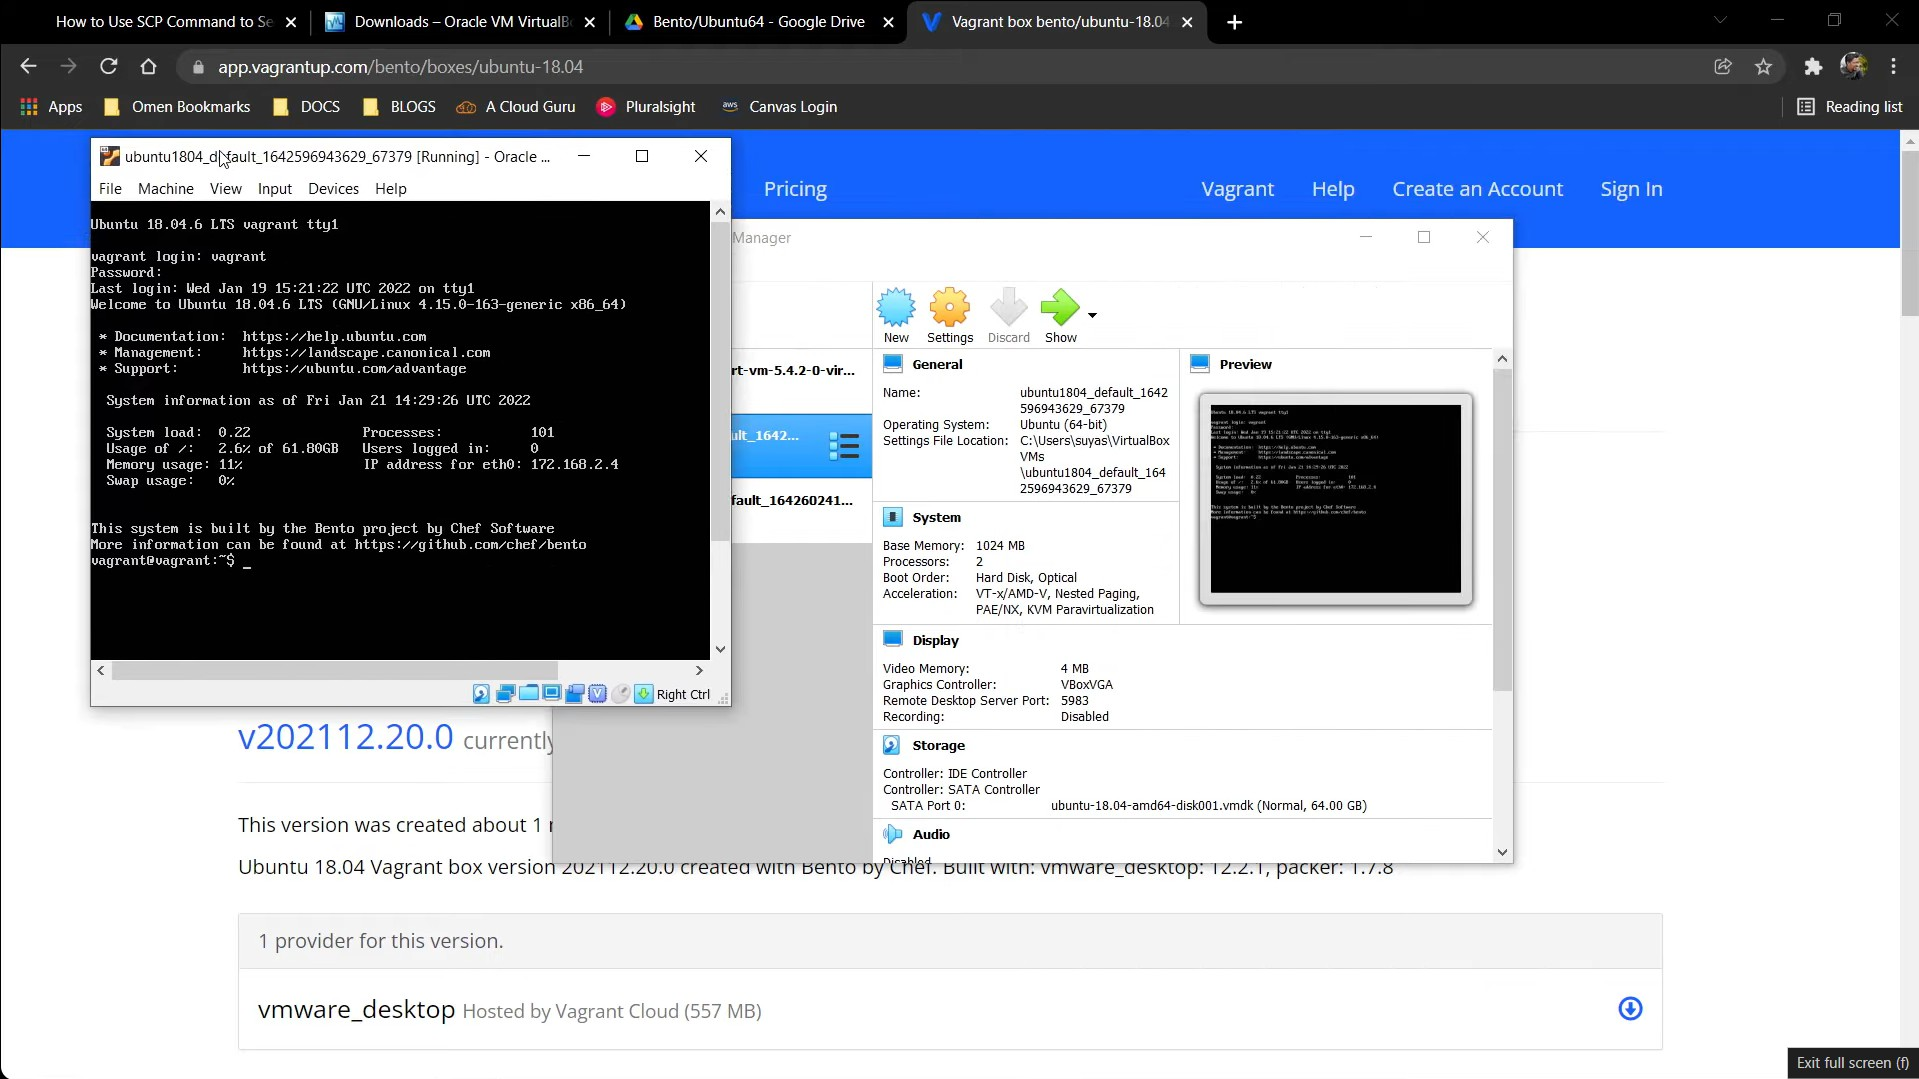 How to Use SCP Command to Se
Downloads – Oracle VM VirtualB
Bento/Ubuntu64 - Google Drive
Vagrant box bento/ubuntu-18.04
app.vagrantup.com/bento/boxes/ubuntu-18.04
Apps
Omen Bookmarks
DOCS
BLOGS
A Cloud Guru
Pluralsight
aws
Canvas Login
Reading list
Pricing
Vagrant
Help
Create an Account
Sign In
ubuntu1804_default_1642596943629_67379 [Running] - Oracle ...
File Machine View Input Devices Help
Ubuntu 18.04.6 LTS vagrant tty1
vagrant login: vagrant
Password:
Last login: Wed Jan 19 15:21:22 UTC 2022 on tty1
Welcome to Ubuntu 18.04.6 LTS (GNU/Linux 4.15.0-163-generic x86_64)
* Documentation: https://help.ubuntu.com
* Management: https://landscape.canonical.com
* Support: https://ubuntu.com/advantage
System information as of Fri Jan 21 14:29:26 UTC 2022
System load: 0.22 Processes: 101
Usage of /: 2.6% of 61.80GB Users logged in: 0
Memory usage: 11% IP address for eth0: 172.168.2.4
Swap usage: 0%
This system is built by the Bento project by Chef Software
More information can be found at https://github.com/chef/bento
vagrant@vagrant:~$ _
Right Ctrl
Manager
New
Settings
Discard
Show
rt-vm-5.4.2-0-vir...
ult_1642...
fault_164260241...
General
Name: ubuntu1804_default_1642
596943629_67379
Operating System: Ubuntu (64-bit)
Settings File Location: C:\Users\suyas\VirtualBox
VMs
\ubuntu1804_default_164
2596943629_67379
Preview
System
Base Memory: 1024 MB
Processors: 2
Boot Order: Hard Disk, Optical
Acceleration: VT-x/AMD-V, Nested Paging,
PAE/NX, KVM Paravirtualization
Display
Video Memory: 4 MB
Graphics Controller: VBoxVGA
Remote Desktop Server Port: 5983
Recording: Disabled
Storage
Controller: IDE Controller
Controller: SATA Controller
SATA Port 0: ubuntu-18.04-amd64-disk001.vmdk (Normal, 64.00 GB)
Audio
Disabled
v202112.20.0 currently
This version was created about 1
Ubuntu 18.04 Vagrant box version 202112.20.0 created with Bento by Chef. Built with: vmware_desktop: 12.2.1, packer: 1.7.8
1 provider for this version.
vmware_desktop Hosted by Vagrant Cloud (557 MB)
Exit full screen (f)